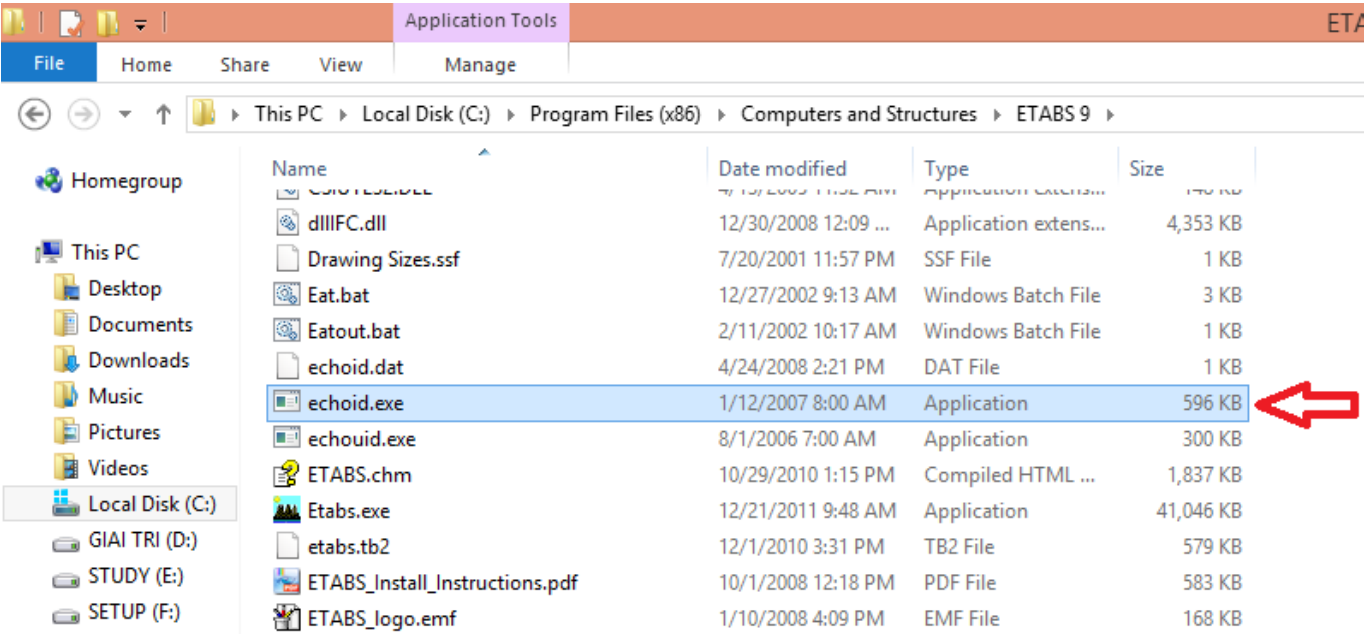 Application Tools
ETA
File Home Share View Manage
This PC Local Disk (C:) Program Files (x86) Computers and Structures ETABS 9
Name Date modified Type Size
Homegroup
dllIFC.dll 12/30/2008 12:09 ... Application extens... 4,353 KB
This PC
Drawing Sizes.ssf 7/20/2001 11:57 PM SSF File 1 KB
Desktop Eat.bat 12/27/2002 9:13 AM Windows Batch File 3 KB
Documents Eatout.bat 2/11/2002 10:17 AM Windows Batch File 1 KB
Downloads echoid.dat 4/24/2008 2:21 PM DAT File 1 KB
Music echoid.exe 1/12/2007 8:00 AM Application 596 KB
Pictures echouid.exe 8/1/2006 7:00 AM Application 300 KB
Videos ETABS.chm 10/29/2010 1:15 PM Compiled HTML ... 1,837 KB
Local Disk (C:) Etabs.exe 12/21/2011 9:48 AM Application 41,046 KB
GIAI TRI (D:) etabs.tb2 12/1/2010 3:31 PM TB2 File 579 KB
STUDY (E:) ETABS_Install_Instructions.pdf 10/1/2008 12:18 PM PDF File 583 KB
SETUP (F:) ETABS_logo.emf 1/10/2008 4:09 PM EMF File 168 KB